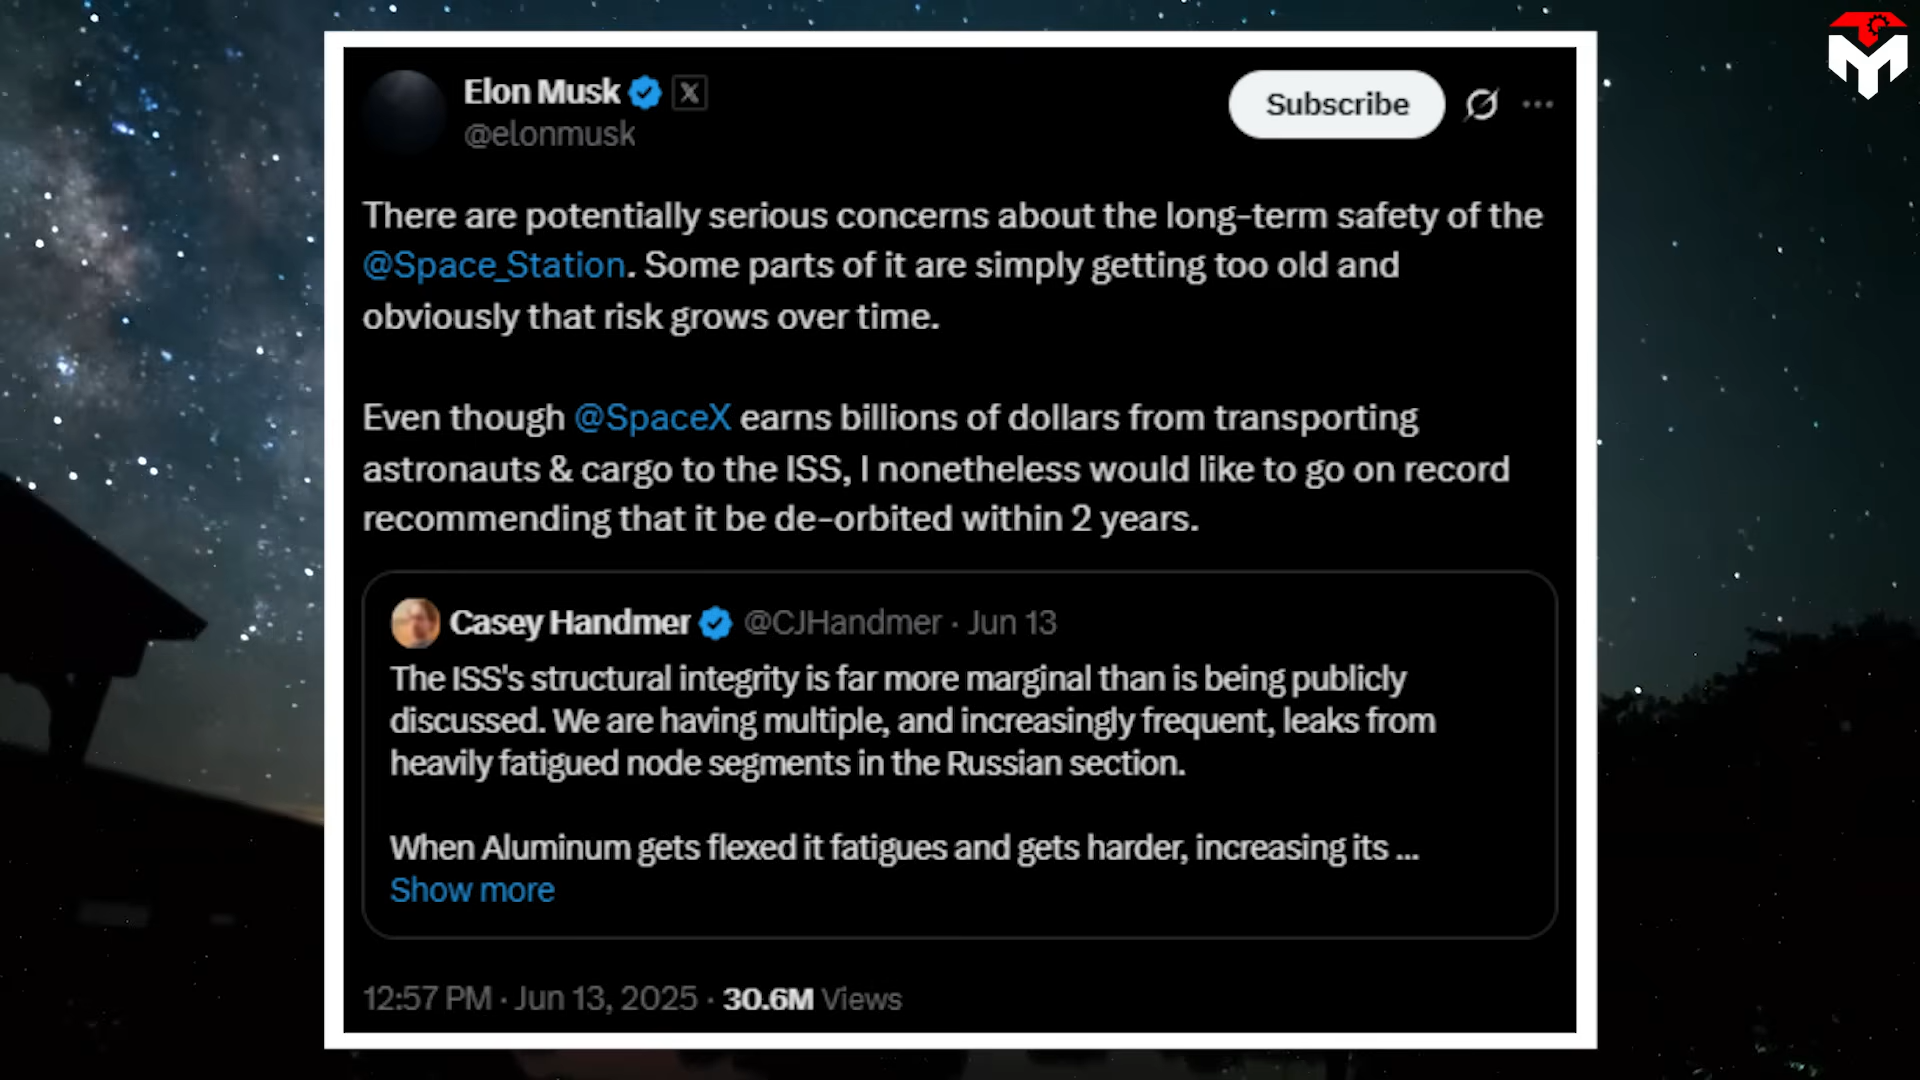 Elon Musk
@elonmusk
Subscribe
There are potentially serious concerns about the long-term safety of the
@Space_Station. Some parts of it are simply getting too old and
obviously that risk grows over time.
Even though @SpaceX earns billions of dollars from transporting
astronauts & cargo to the ISS, I nonetheless would like to go on record
recommending that it be de-orbited within 2 years.
Casey Handmer @CJHandmer · Jun 13
The ISS's structural integrity is far more marginal than is being publicly
discussed. We are having multiple, and increasingly frequent, leaks from
heavily fatigued node segments in the Russian section.
When Aluminum gets flexed it fatigues and gets harder, increasing its ...
Show more
12:57 PM · Jun 13, 2025 · 30.6M Views